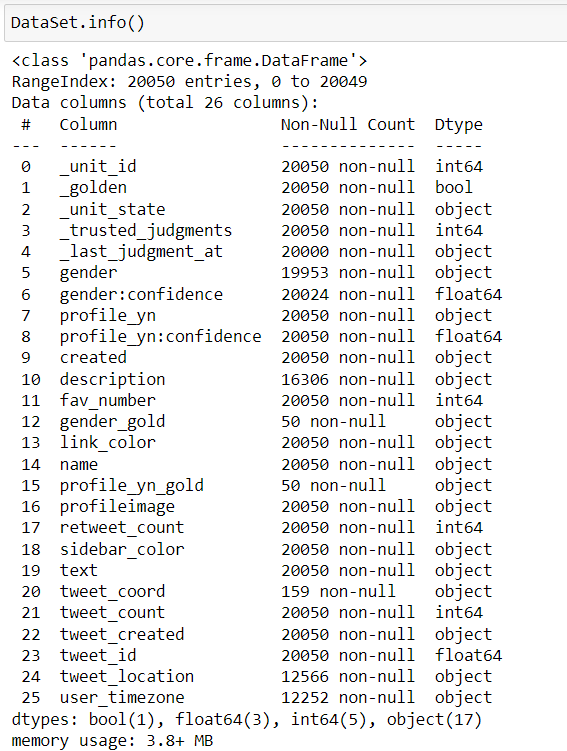 DataSet.info()
<class 'pandas.core.frame.DataFrame'>
RangeIndex: 20050 entries, 0 to 20049
Data columns (total 26 columns):
 #   Column                 Non-Null Count  Dtype
---  ------                 --------------  -----
 0   _unit_id               20050 non-null  int64
 1   _golden                20050 non-null  bool
 2   _unit_state            20050 non-null  object
 3   _trusted_judgments     20050 non-null  int64
 4   _last_judgment_at      20000 non-null  object
 5   gender                 19953 non-null  object
 6   gender:confidence      20024 non-null  float64
 7   profile_yn             20050 non-null  object
 8   profile_yn:confidence  20050 non-null  float64
 9   created                20050 non-null  object
 10  description            16306 non-null  object
 11  fav_number             20050 non-null  int64
 12  gender_gold            50 non-null     object
 13  link_color             20050 non-null  object
 14  name                   20050 non-null  object
 15  profile_yn_gold        50 non-null     object
 16  profileimage           20050 non-null  object
 17  retweet_count          20050 non-null  int64
 18  sidebar_color          20050 non-null  object
 19  text                   20050 non-null  object
 20  tweet_coord            159 non-null    object
 21  tweet_count            20050 non-null  int64
 22  tweet_created          20050 non-null  object
 23  tweet_id               20050 non-null  float64
 24  tweet_location         12566 non-null  object
 25  user_timezone          12252 non-null  object
dtypes: bool(1), float64(3), int64(5), object(17)
memory usage: 3.8+ MB